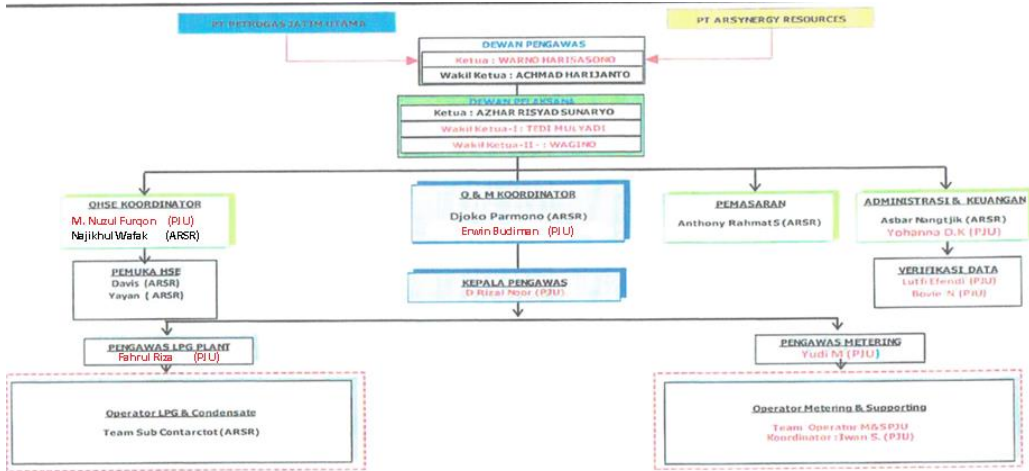 PT PETROGAS JATIM UTAMA
PT ARSYNERGY RESOURCES
DEWAN PENGAWAS
Ketua : WARNO HARISASONO
Wakil Ketua : ACHMAD HARIJANTO
DEWAN PELAKSANA
Ketua : AZHAR RISYAD SUNARYO
Wakil Ketua-I : TEDI MULYADI
Wakil Ketua-II - : WAGINO
QHSE KOORDINATOR
M. Nuzul Furqon (PJU)
Najikhul Wafak (ARSR)
O & M KOORDINATOR
Djoko Parmono (ARSR)
Erwin Budiman (PJU)
PEMASARAN
Anthony Rahmat S (ARSR)
ADMINISTRASI & KEUANGAN
Asbar Nangtjik (ARSR)
Yohanna D.K (PJU)
PEMUKA HSE
Davis (ARSR)
Yayan ( ARSR)
KEPALA PENGAWAS
D Rizal Noor (PJU)
VERIFIKASI DATA
Lutfi Efendi (PJU)
Bovie N (PJU)
PENGAWAS LPG PLANT
Fahrul Riza (PJU)
PENGAWAS METERING
Yudi M (PJU)
Operator LPG & Condensate
Team Sub Contarctot (ARSR)
Operator Metering & Supporting
Team Operator M&S PJU
Koordinator : Iwan S. (PJU)